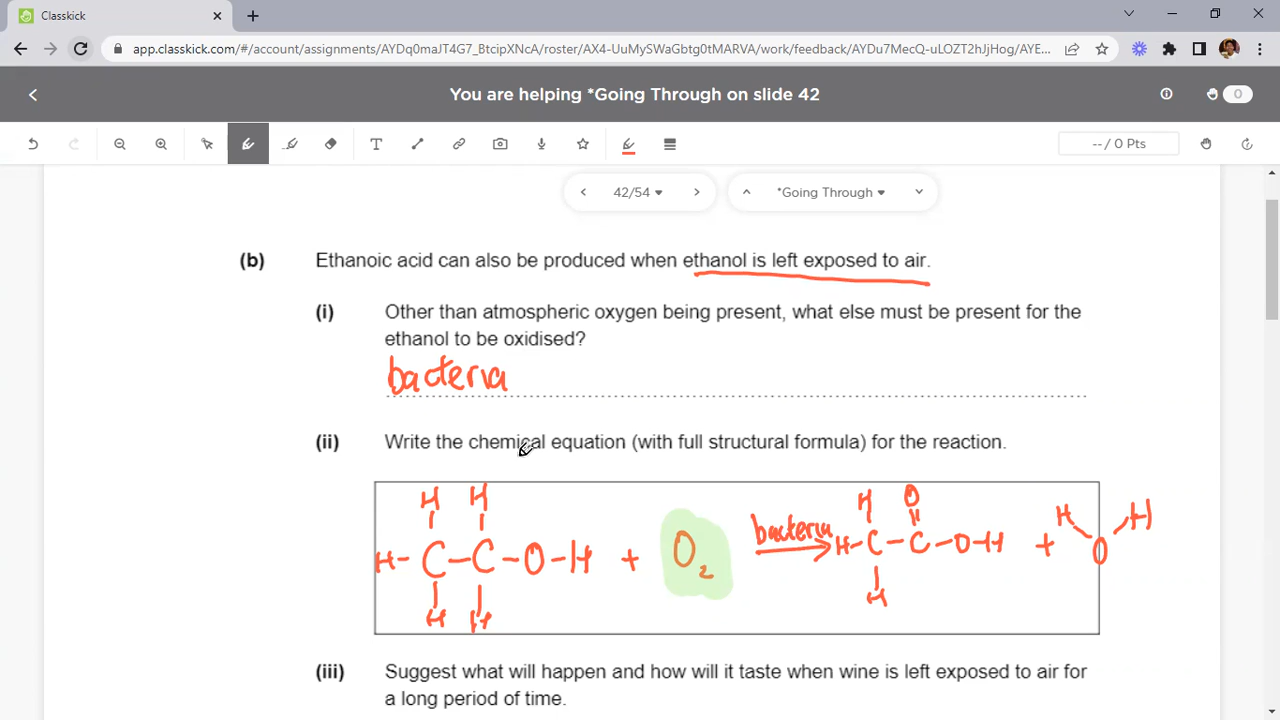 Classkick
app.classkick.com/#/account/assignments/AYDq0maJT4G7_BtcipXNcA/roster/AX4-UuMySWaGbtg0tMARVA/work/feedback/AYDu7MecQ-uLOZT2hJjHog/AYE...
You are helping *Going Through on slide 42
0
T
-- / 0 Pts
42/54
*Going Through
(b) Ethanoic acid can also be produced when ethanol is left exposed to air.
(i) Other than atmospheric oxygen being present, what else must be present for the
ethanol to be oxidised?
bacteria
(ii) Write the chemical equation (with full structural formula) for the reaction.
H H H O H H
H-C-C-O-H + O2 bacteria H-C-C-O-H + O
H H H
(iii) Suggest what will happen and how will it taste when wine is left exposed to air for
a long period of time.